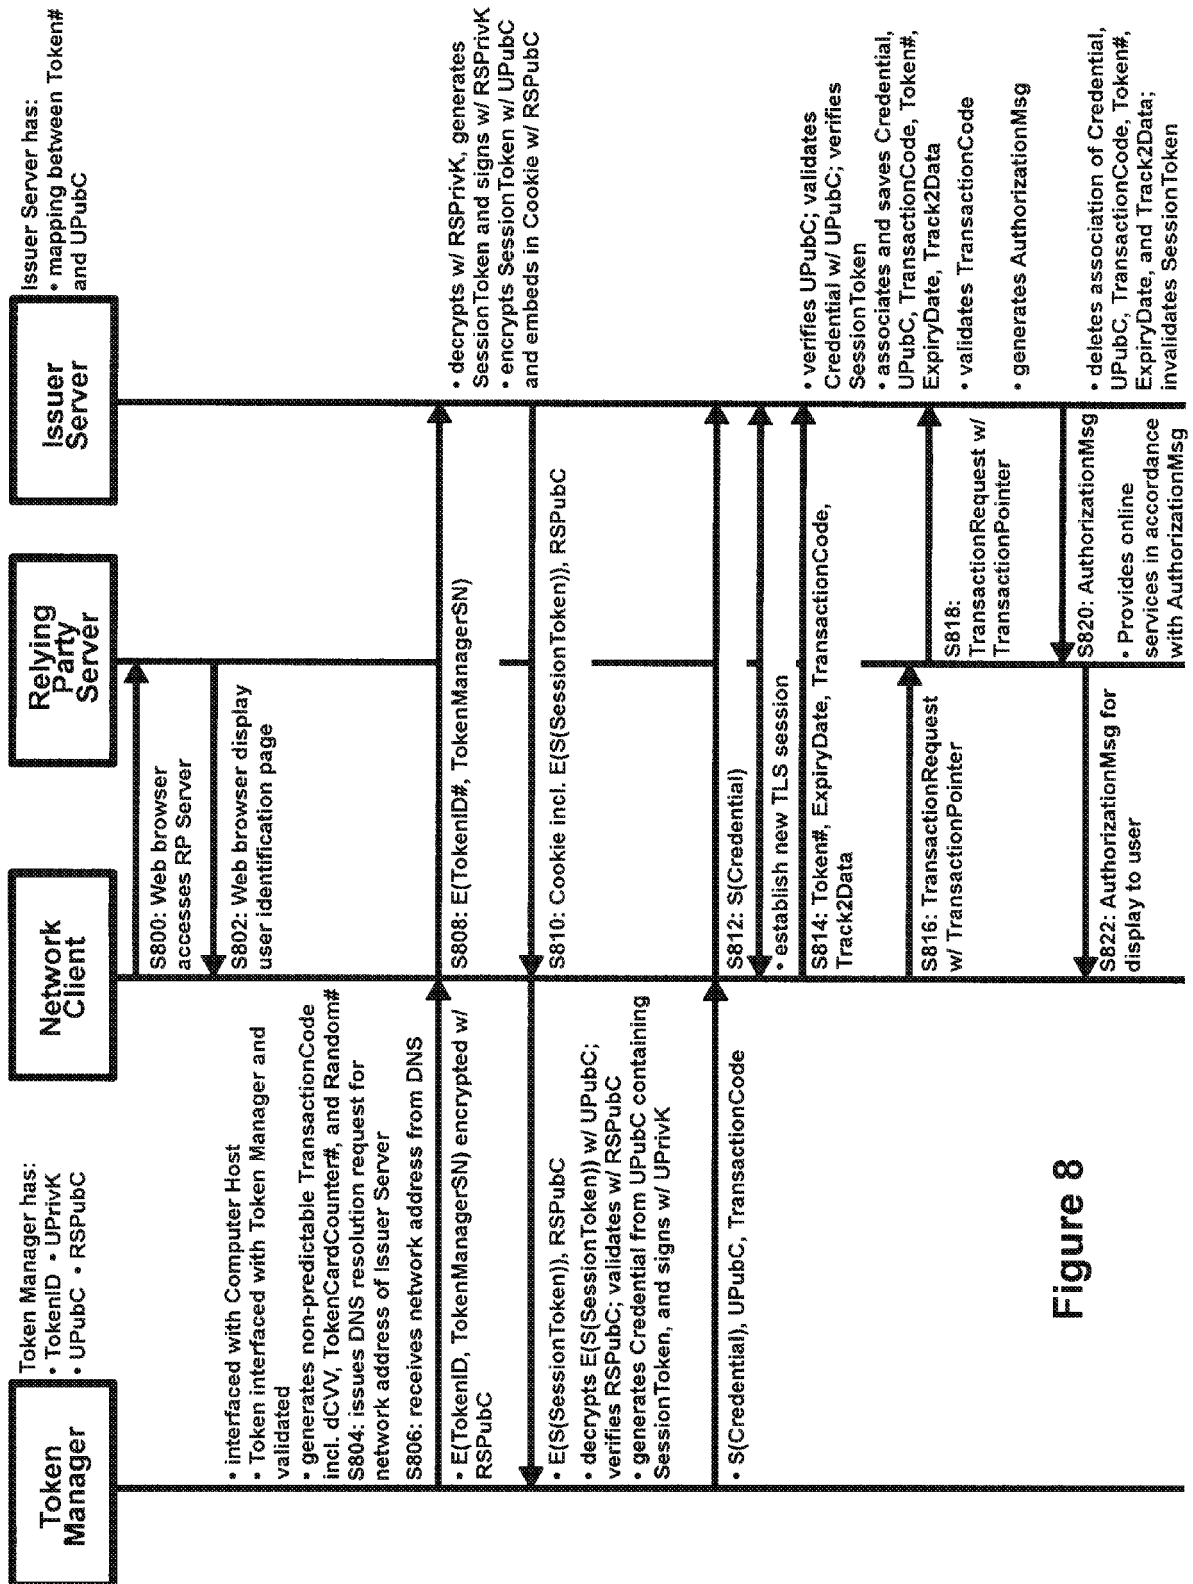 Token
Manager
Network
Client
Relying
Party
Server
Issuer
Server
Token Manager has:
• TokenID • UPrivK
• UPubC • RSPubC
Issuer Server has:
• mapping between Token#
and UPubC
S800: Web browser
accesses RP Server
S802: Web browser display
user identification page
• interfaced with Computer Host
• Token interfaced with Token Manager and
validated
• generates non-predictable TransactionCode
incl. dCVV, TokenCardCounter#, and Random#
S804: issues DNS resolution request for
network address of Issuer Server
S806: receives network address from DNS
• E(TokenID, TokenManagerSN) encrypted w/
RSPubC
S808: E(TokenID#, TokenManagerSN)
• decrypts w/ RSPrivK, generates
SessionToken and signs w/ RSPrivK
• encrypts SessionToken w/ UPubC
and embeds in Cookie w/ RSPubC
S810: Cookie incl. E(S(SessionToken)), RSPubC
• E(S(SessionToken)), RSPubC
• decrypts E(S(SessionToken)) w/ UPubC;
verifies RSPubC; validates w/ RSPubC
• generates Credential from UPubC containing
SessionToken, and signs w/ UPrivK
• S(Credential), UPubC, TransactionCode
S812: S(Credential)
• establish new TLS session
S814: Token#, ExpiryDate, TransactionCode,
Track2Data
• verifies UPubC; validates
Credential w/ UPubC; verifies
SessionToken
• associates and saves Credential,
UPubC, TransactionCode, Token#,
ExpiryDate, Track2Data
S816: TransactionRequest
w/ TransactionPointer
S818:
TransactionRequest w/
TransactionPointer
• validates TransactionCode
• generates AuthorizationMsg
S820: AuthorizationMsg
• Provides online
services in accordance
with AuthorizationMsg
• deletes association of Credential,
UPubC, TransactionCode, Token#,
ExpiryDate, and Track2Data;
invalidates SessionToken
S822: AuthorizationMsg for
display to user
Figure 8